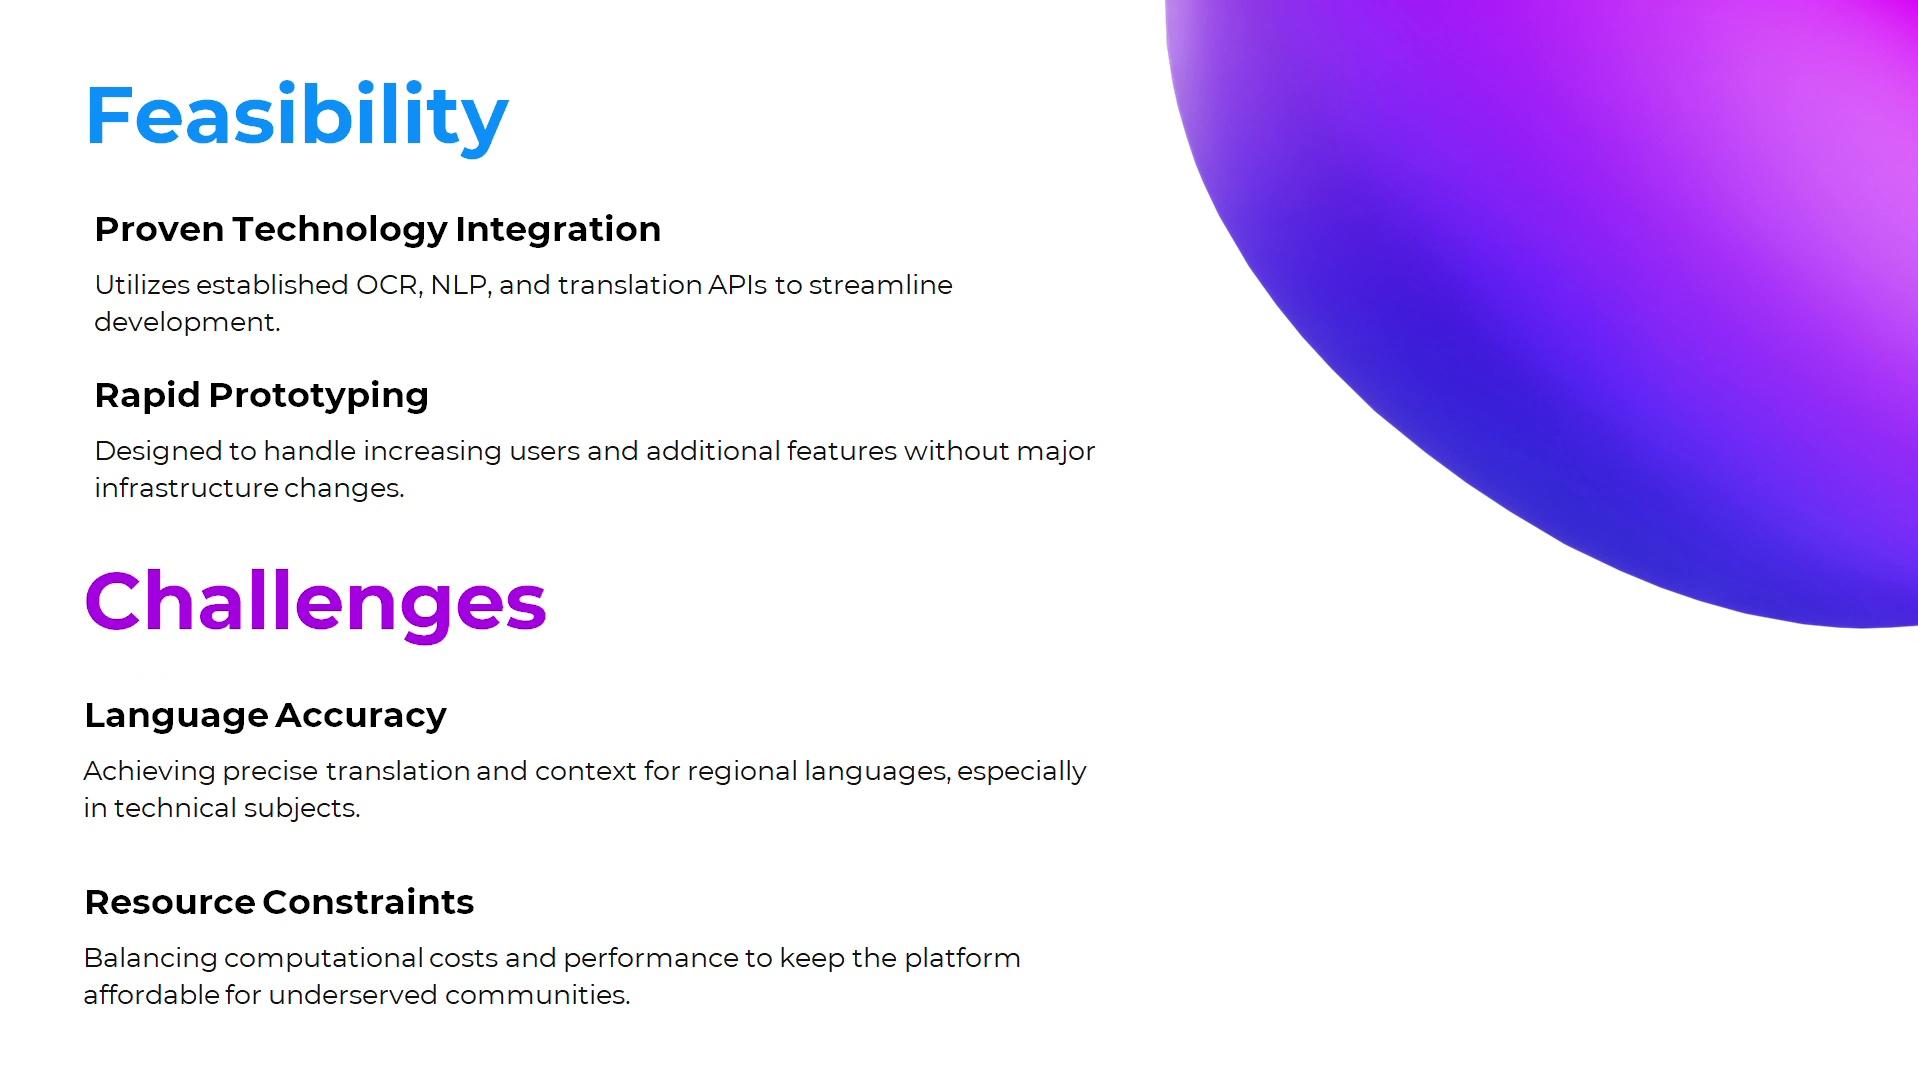 Feasibility
Proven Technology Integration
Utilizes established OCR, NLP, and translation APIs to streamline
development.
Rapid Prototyping
Designed to handle increasing users and additional features without major
infrastructure changes.
Challenges
Language Accuracy
Achieving precise translation and context for regional languages, especially
in technical subjects.
Resource Constraints
Balancing computational costs and performance to keep the platform
affordable for underserved communities.